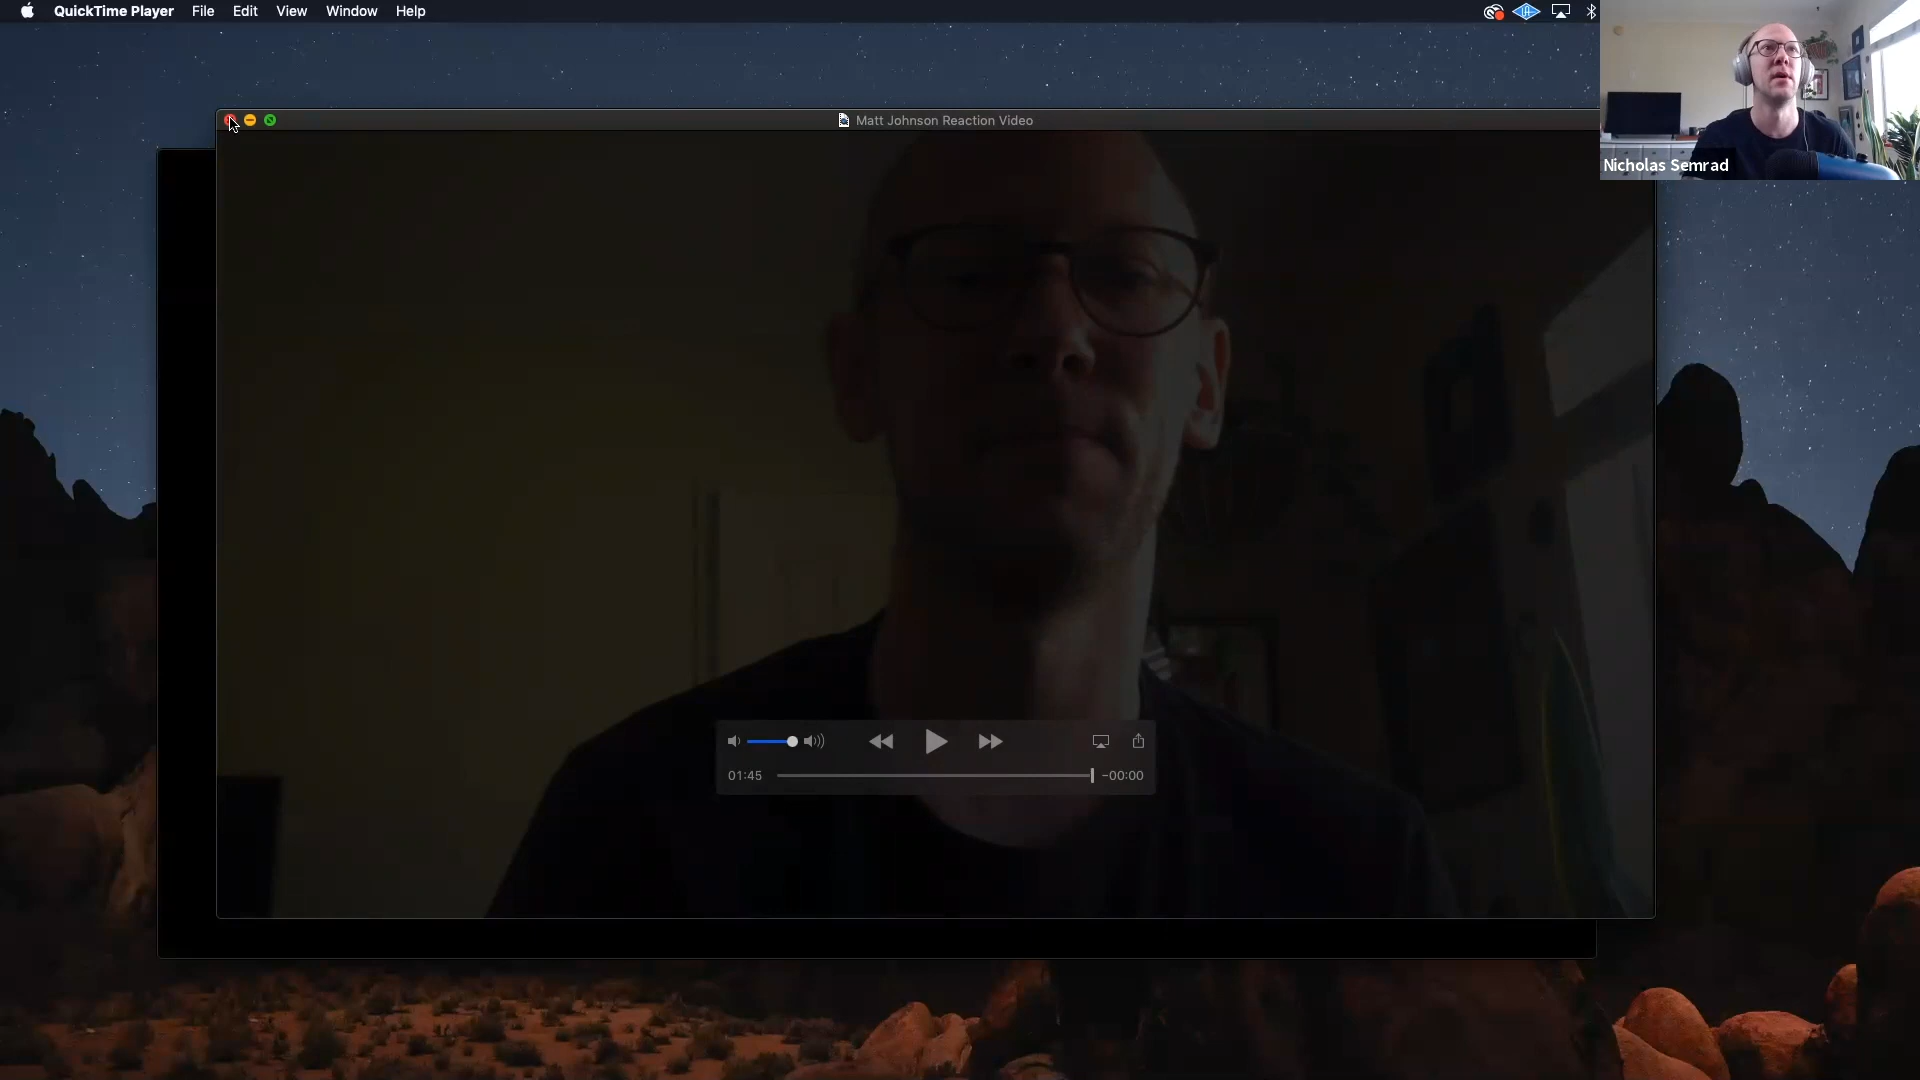 QuickTime Player File Edit View Window Help
Matt Johnson Reaction Video
Nicholas Semrad
01:45 -00:00